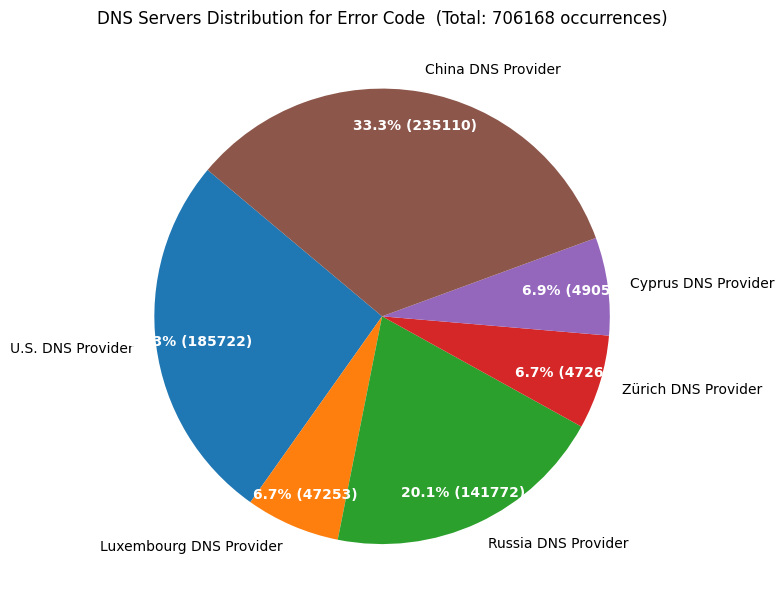 DNS Servers Distribution for Error Code  (Total: 706168 occurrences)
China DNS Provider
33.3% (235110)
6.9% (4905
Cyprus DNS Provider
6.7% (4726
Zürich DNS Provider
U.S. DNS Provider
3% (185722)
20.1% (141772)
6.7% (47253)
Russia DNS Provider
Luxembourg DNS Provider